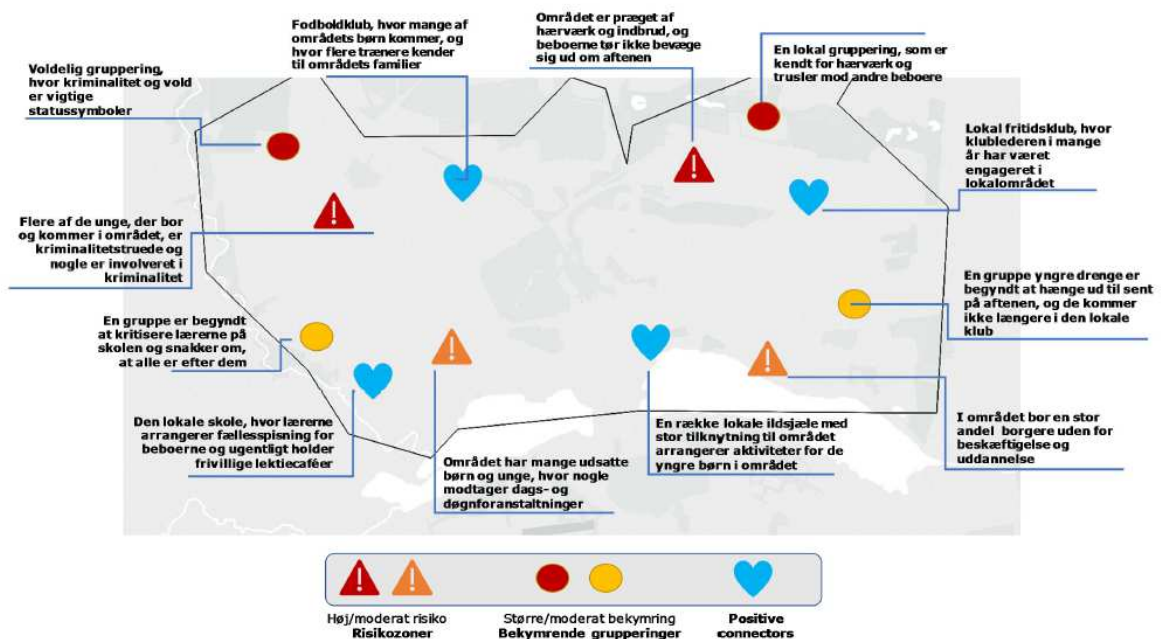 Fodboldklub, hvor mange af
områdets børn kommer, og
hvor flere trænere kender
til områdets familier
Området er præget af
hærværk og indbrud, og
beboerne tør ikke bevæge
sig ud om aftenen
En lokal gruppering, som er
kendt for hærværk og
trusler mod andre beboere
Voldelig gruppering,
hvor kriminalitet og vold
er vigtige
statussymboler
Lokal fritidsklub, hvor
klublederen i mange
år har været
engageret i
lokalområdet
Flere af de unge, der bor
og kommer i området, er
kriminalitetstruede og
nogle er involveret i
kriminalitet
En gruppe yngre drenge er
begyndt at hænge ud til sent
på aftenen, og de kommer
ikke længere i den lokale
klub
En gruppe er begyndt
at kritisere lærerne på
skolen og snakker om,
at alle er efter dem
Den lokale skole, hvor lærerne
arrangerer fællesspisning for
beboerne og ugentligt holder
frivillige lektiecaféer
Området har mange udsatte
børn og unge, hvor nogle
modtager dags- og
døgnforanstaltninger
En række lokale ildsjæle med
stor tilknytning til området
arrangerer aktiviteter for de
yngre børn i området
I området bor en stor
andel borgere uden for
beskæftigelse og
uddannelse
Høj/moderat risiko
Risikozoner
Større/moderat bekymring
Bekymrende grupperinger
Positive
connectors